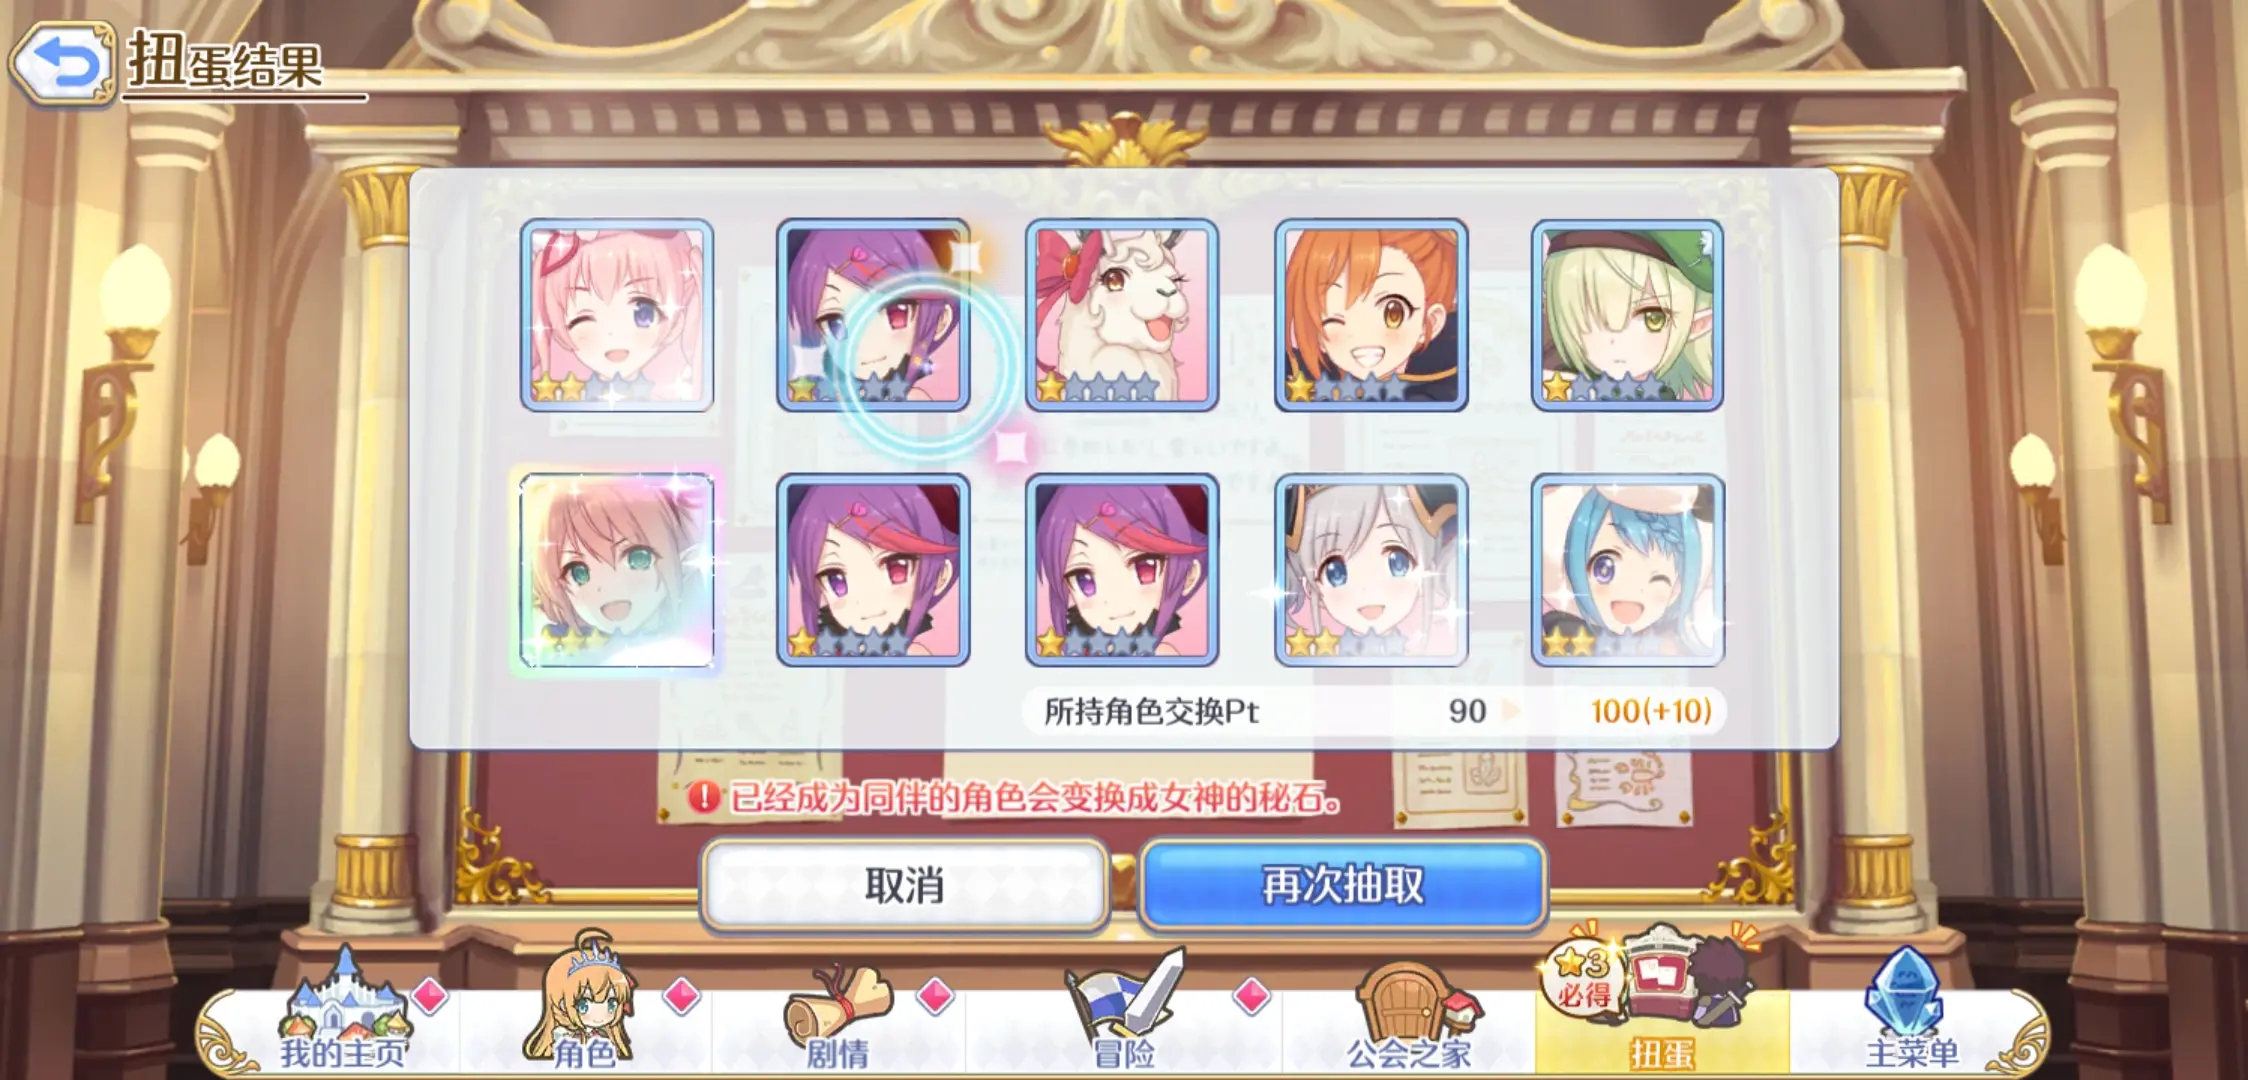 扭蛋结果
所持角色交换Pt 90 100(+10)
已经成为同伴的角色会变换成女神的秘石。
取消
再次抽取
★3
必得
我的主页
角色
剧情
冒险
公会之家
扭蛋
主菜单